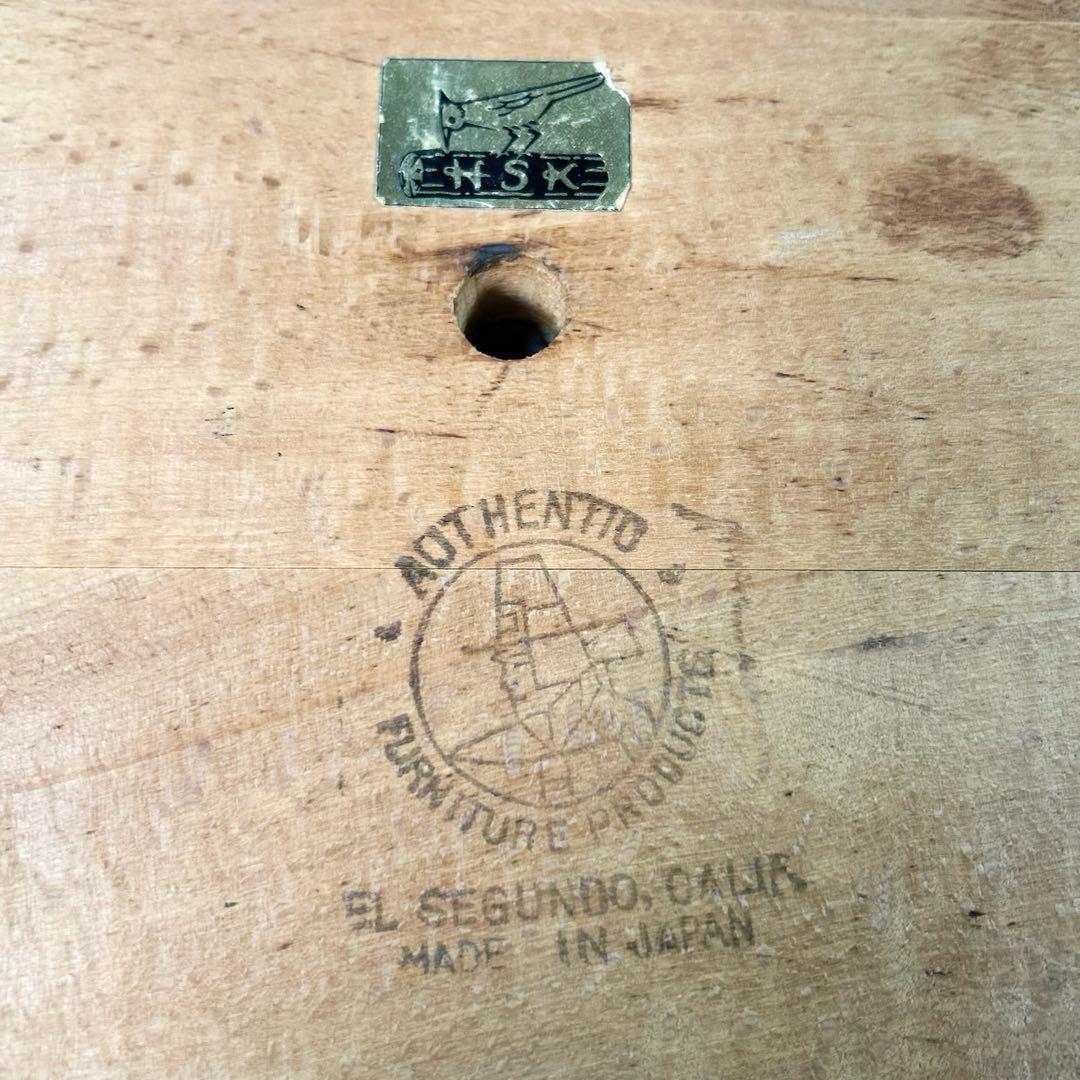 HSK
AUTHENTIC
FURNITURE PRODUCTS
EL SEGUNDO, CALIF.
MADE IN JAPAN